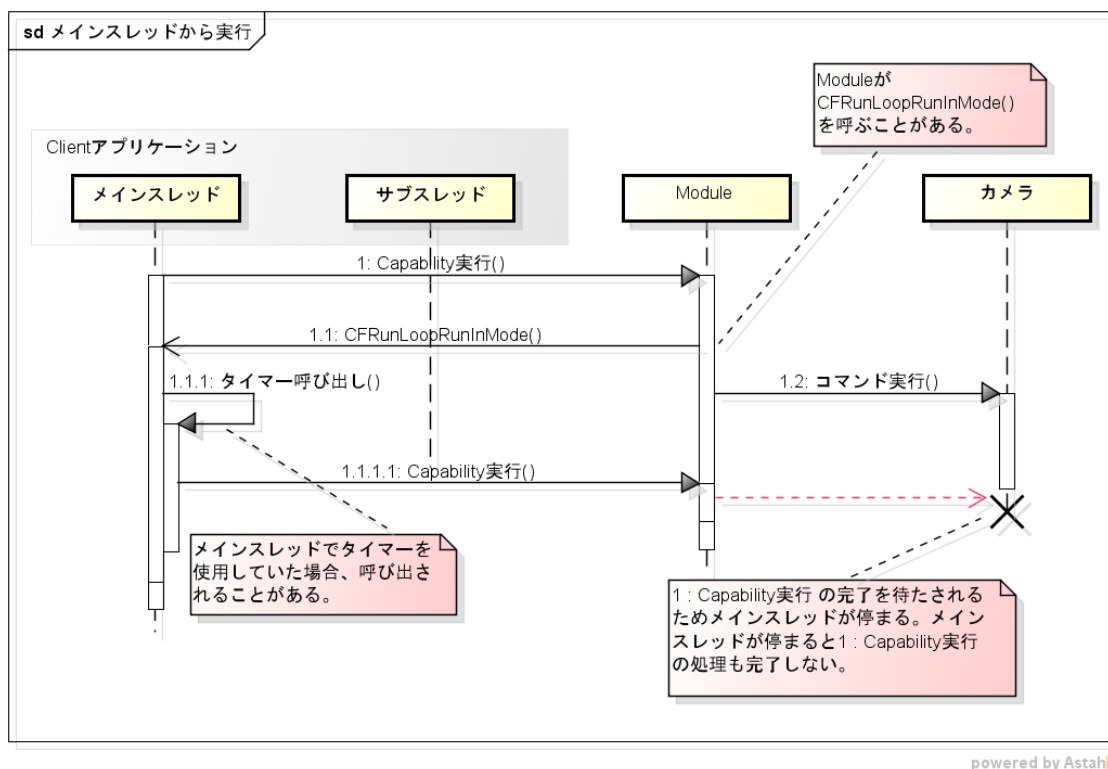 sd メインスレッドから実行
Moduleが
CFRunLoopRunInMode()
を呼ぶことがある。
Clientアプリケーション
メインスレッド
サブスレッド
Module
カメラ
1: Capability実行()
1.1: CFRunLoopRunInMode()
1.1.1: タイマー呼び出し()
1.2: コマンド実行()
1.1.1.1: Capability実行()
メインスレッドでタイマーを
使用していた場合、呼び出さ
れることがある。
1 : Capability実行 の完了を待たされる
ためメインスレッドが停まる。メイン
スレッドが停まると1 : Capability実行
の処理も完了しない。
powered by Astah